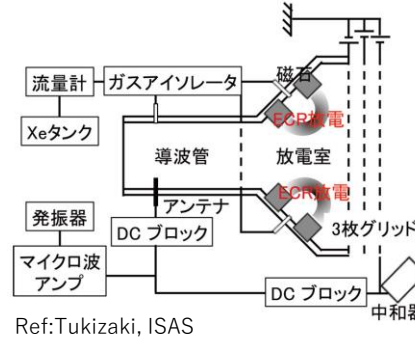 流量計
ガスアイソレータ
磁石
Xeタンク
ECR放電
導波管
放電室
ECR放電
アンテナ
3枚グリッド
発振器
DC ブロック
マイクロ波
アンプ
DC ブロック
中和器
Ref:Tukizaki, ISAS